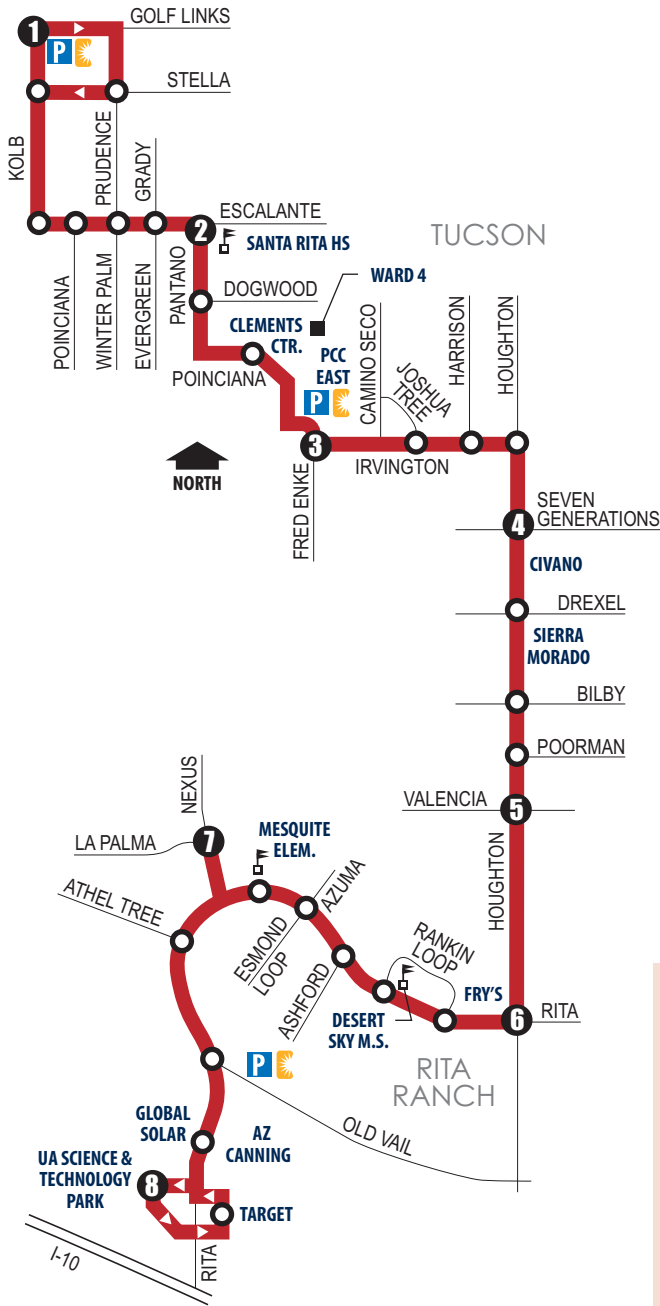 1
GOLF LINKS
P
STELLA
KOLB
PRUDENCE
GRADY
2
ESCALANTE
SANTA RITA HS
TUCSON
POINCIANA
WINTER PALM
EVERGREEN
PANTANO
DOGWOOD
WARD 4
CLEMENTS
CTR.
POINCIANA
PCC
EAST
P
CAMINO SECO
JOSHUA
TREE
HARRISON
HOUGHTON
3
IRVINGTON
NORTH
FRED ENKE
4
SEVEN
GENERATIONS
CIVANO
DREXEL
SIERRA
MORADO
BILBY
POORMAN
VALENCIA
5
NEXUS
LA PALMA
7
MESQUITE
ELEM.
HOUGHTON
ATHEL TREE
ESMOND
LOOP
AZUMA
ASHFORD
RANKIN
LOOP
FRY'S
DESERT
SKY M.S.
6
RITA
P
RITA
RANCH
OLD VAIL
GLOBAL
SOLAR
AZ
CANNING
UA SCIENCE &
TECHNOLOGY
PARK
8
TARGET
RITA
I-10